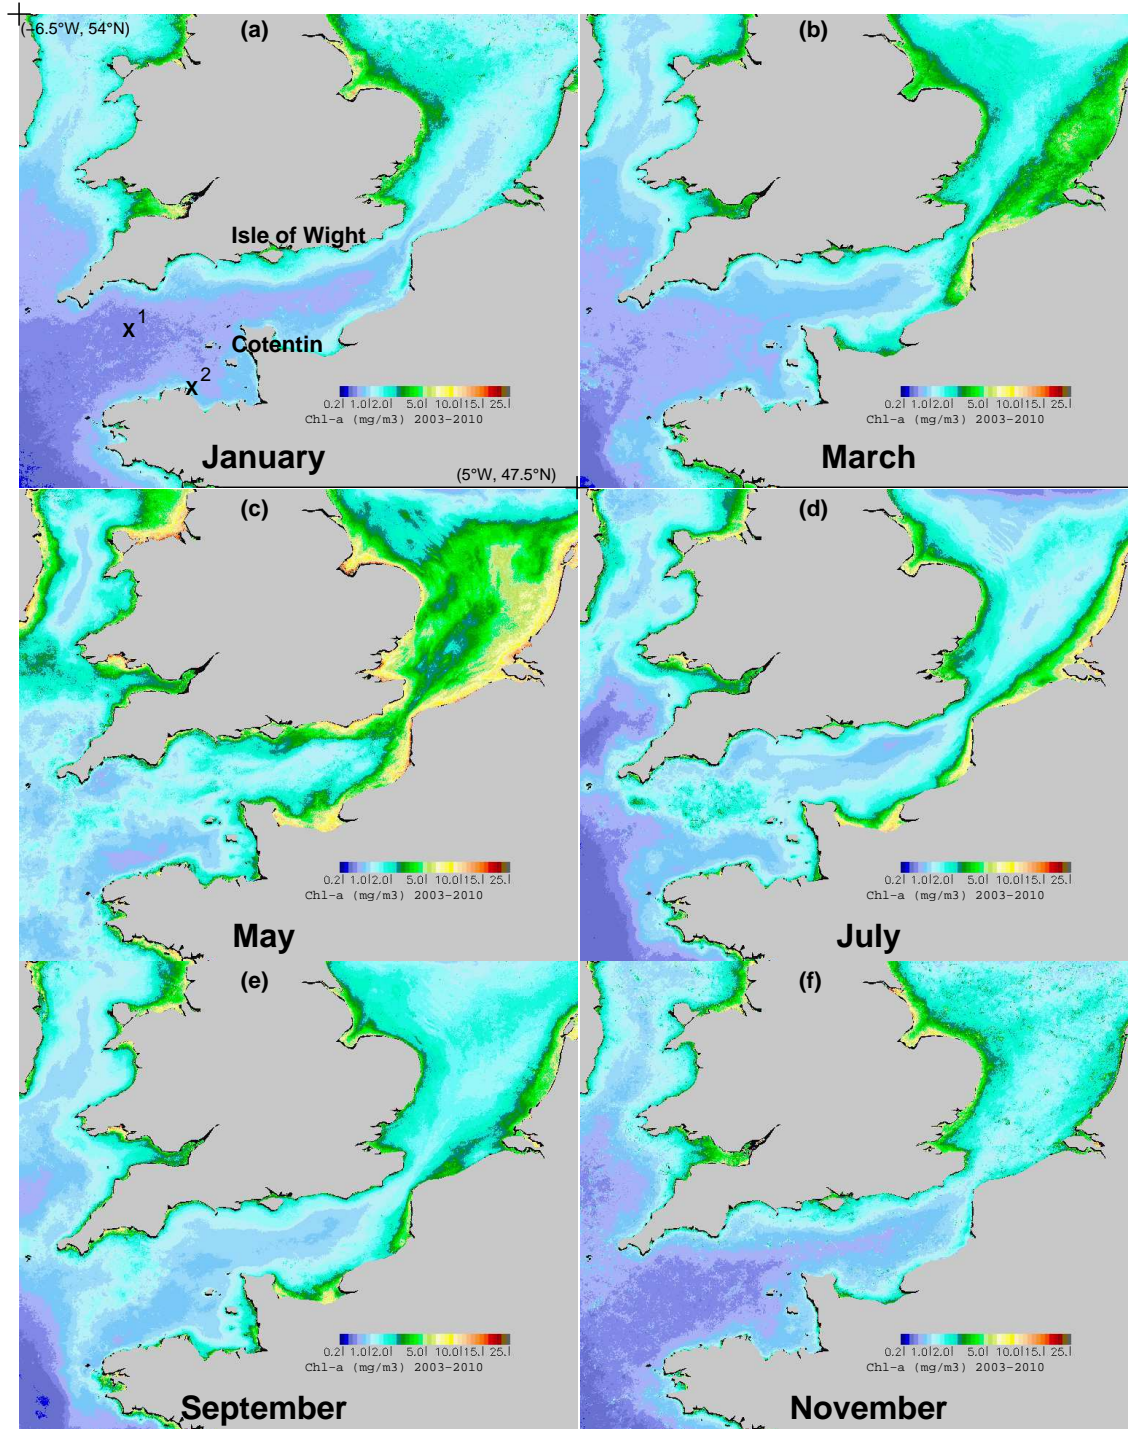 (−6.5°W, 54°N)
(a)
Isle of Wight
x 1
Cotentin
x 2
0.2 1.0 2.0 5.0 10.0 15. 25.
Chl-a (mg/m3) 2003-2010
January
(5°W, 47.5°N)
(b)
0.2 1.0 2.0 5.0 10.0 15. 25.
Chl-a (mg/m3) 2003-2010
March
(c)
0.2 1.0 2.0 5.0 10.0 15. 25.
Chl-a (mg/m3) 2003-2010
May
(d)
0.2 1.0 2.0 5.0 10.0 15. 25.
Chl-a (mg/m3) 2003-2010
July
(e)
0.2 1.0 2.0 5.0 10.0 15. 25.
Chl-a (mg/m3) 2003-2010
September
(f)
0.2 1.0 2.0 5.0 10.0 15. 25.
Chl-a (mg/m3) 2003-2010
November